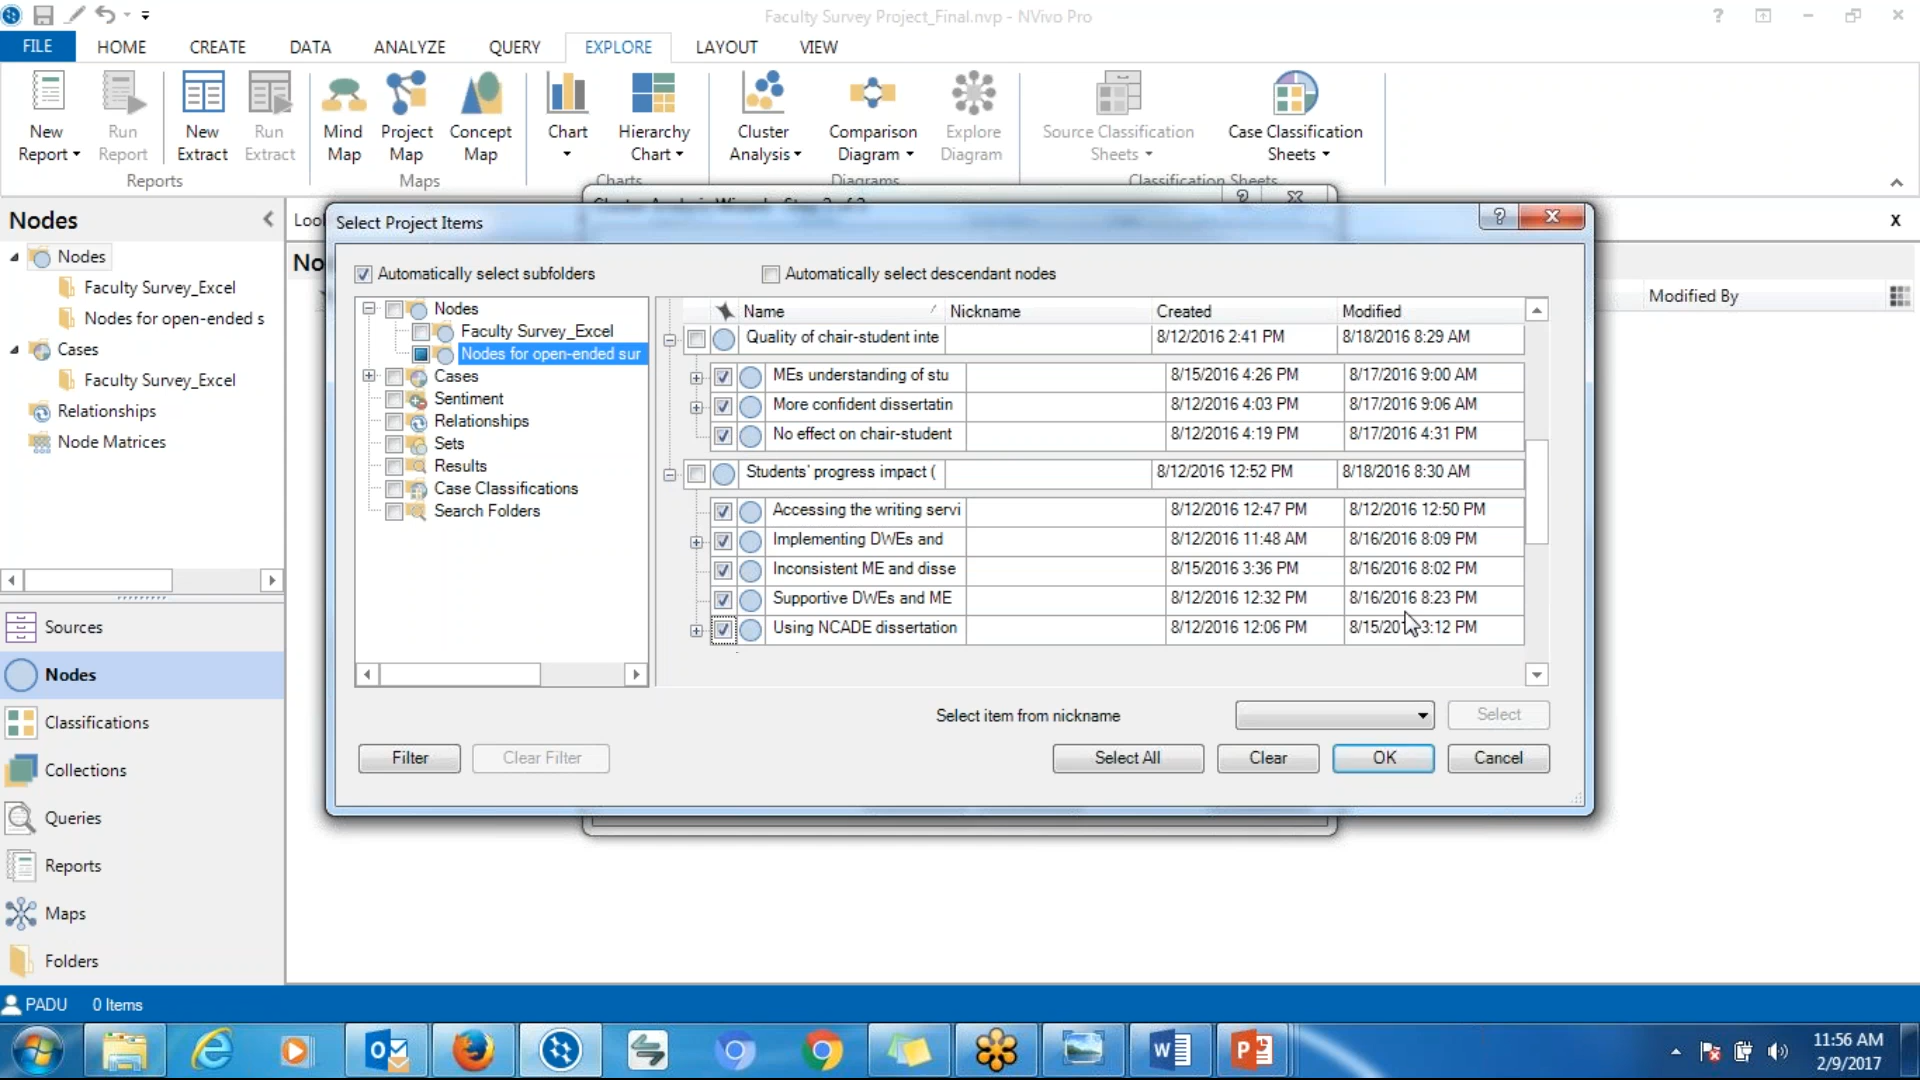 Faculty Survey Project_Final.nvp - NVivo Pro
FILE HOME CREATE DATA ANALYZE QUERY EXPLORE LAYOUT VIEW
New Report
Run Report
New Extract
Run Extract
Mind Map
Project Map
Concept Map
Chart
Hierarchy Chart
Cluster Analysis
Comparison Diagram
Explore Diagram
Source Classification Sheets
Case Classification Sheets
Reports Maps Charts Diagrams Classification Sheets
Nodes
Nodes
Faculty Survey_Excel
Nodes for open-ended s
Cases
Faculty Survey_Excel
Relationships
Node Matrices
Sources
Nodes
Classifications
Collections
Queries
Reports
Maps
Folders
Loo
No
Modified By
X
Select Project Items
Automatically select subfolders
Automatically select descendant nodes
Nodes
Faculty Survey_Excel
Nodes for open-ended sur
Cases
Sentiment
Relationships
Sets
Results
Case Classifications
Search Folders
Name Nickname Created Modified
Quality of chair-student inte 8/12/2016 2:41 PM 8/18/2016 8:29 AM
MEs understanding of stu 8/15/2016 4:26 PM 8/17/2016 9:00 AM
More confident dissertatin 8/12/2016 4:03 PM 8/17/2016 9:06 AM
No effect on chair-student 8/12/2016 4:19 PM 8/17/2016 4:31 PM
Students' progress impact ( 8/12/2016 12:52 PM 8/18/2016 8:30 AM
Accessing the writing servi 8/12/2016 12:47 PM 8/12/2016 12:50 PM
Implementing DWEs and 8/12/2016 11:48 AM 8/16/2016 8:09 PM
Inconsistent ME and disse 8/15/2016 3:36 PM 8/16/2016 8:02 PM
Supportive DWEs and ME 8/12/2016 12:32 PM 8/16/2016 8:23 PM
Using NCADE dissertation 8/12/2016 12:06 PM 3:12 PM
Select item from nickname
Select
Filter Clear Filter Select All Clear OK Cancel
PADU 0 Items
11:56 AM
2/9/2017